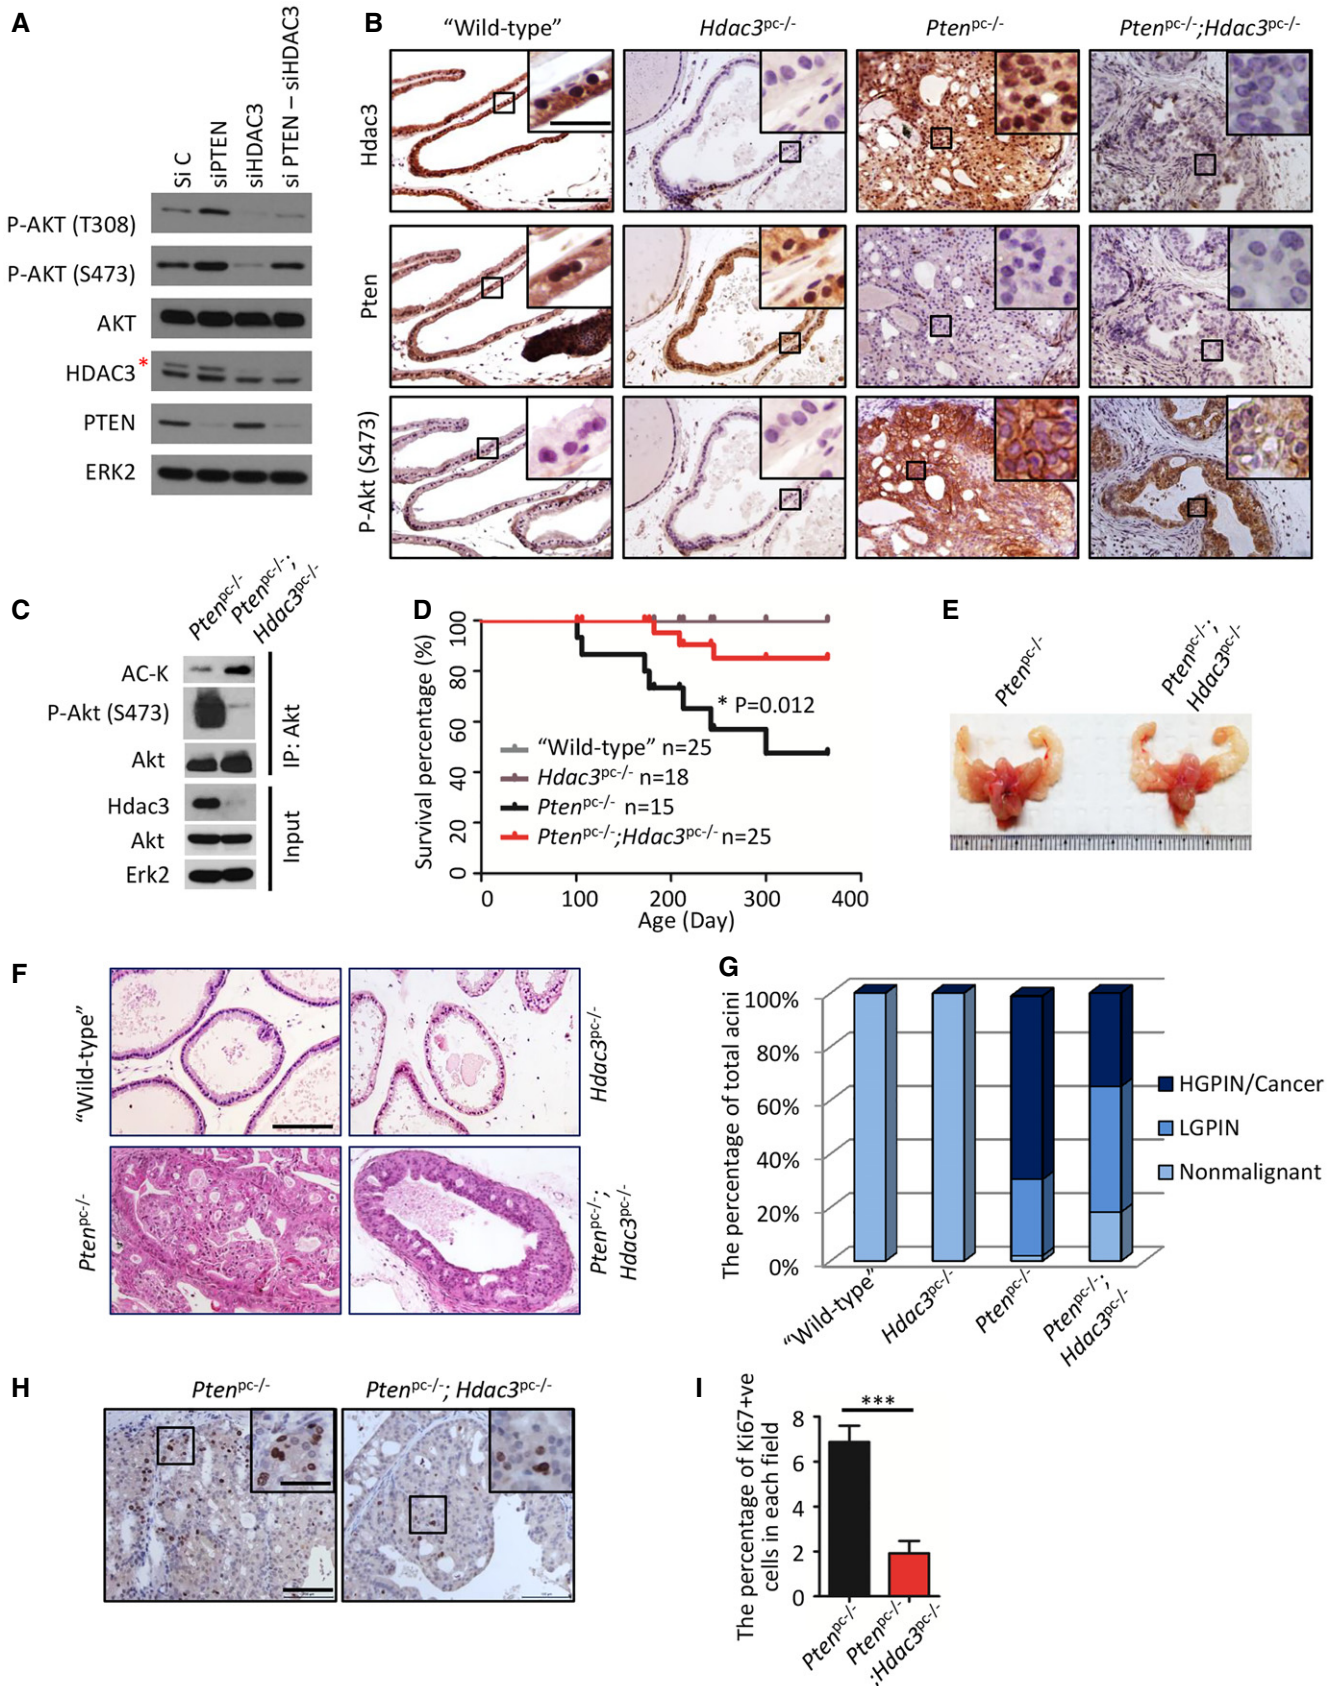 A
Si C
siPTEN
siHDAC3
si PTEN – siHDAC3
P-AKT (T308)
P-AKT (S473)
AKT
*
HDAC3
PTEN
ERK2
B
“Wild-type”
Hdac3pc-/-
Ptenpc-/-
Ptenpc-/-;Hdac3pc-/-
Hdac3
Pten
P-Akt (S473)
C
Ptenpc-/-
Ptenpc-/-;
Hdac3pc-/-
AC-K
P-Akt (S473)
Akt
IP: Akt
Hdac3
Akt
Erk2
Input
D
Survival percentage (%)
100
80
60
40
20
0
* P=0.012
“Wild-type” n=25
Hdac3pc-/- n=18
Ptenpc-/- n=15
Ptenpc-/-;Hdac3pc-/- n=25
0
100
200
300
400
Age (Day)
E
Ptenpc-/-
Ptenpc-/-;
Hdac3pc-/-
F
“Wild-type”
Hdac3pc-/-
Ptenpc-/-
Ptenpc-/-;
Hdac3pc-/-
G
The percentage of total acini
100%
80%
60%
40%
20%
0%
HGPIN/Cancer
LGPIN
Nonmalignant
“Wild-type”
Hdac3pc-/-
Ptenpc-/-
Ptenpc-/-;
Hdac3pc-/-
H
Ptenpc-/-
Ptenpc-/-; Hdac3pc-/-
I
The percentage of Ki67+ve
cells in each field
8
6
4
2
0
***
Ptenpc-/-
Ptenpc-/-
;Hdac3pc-/-